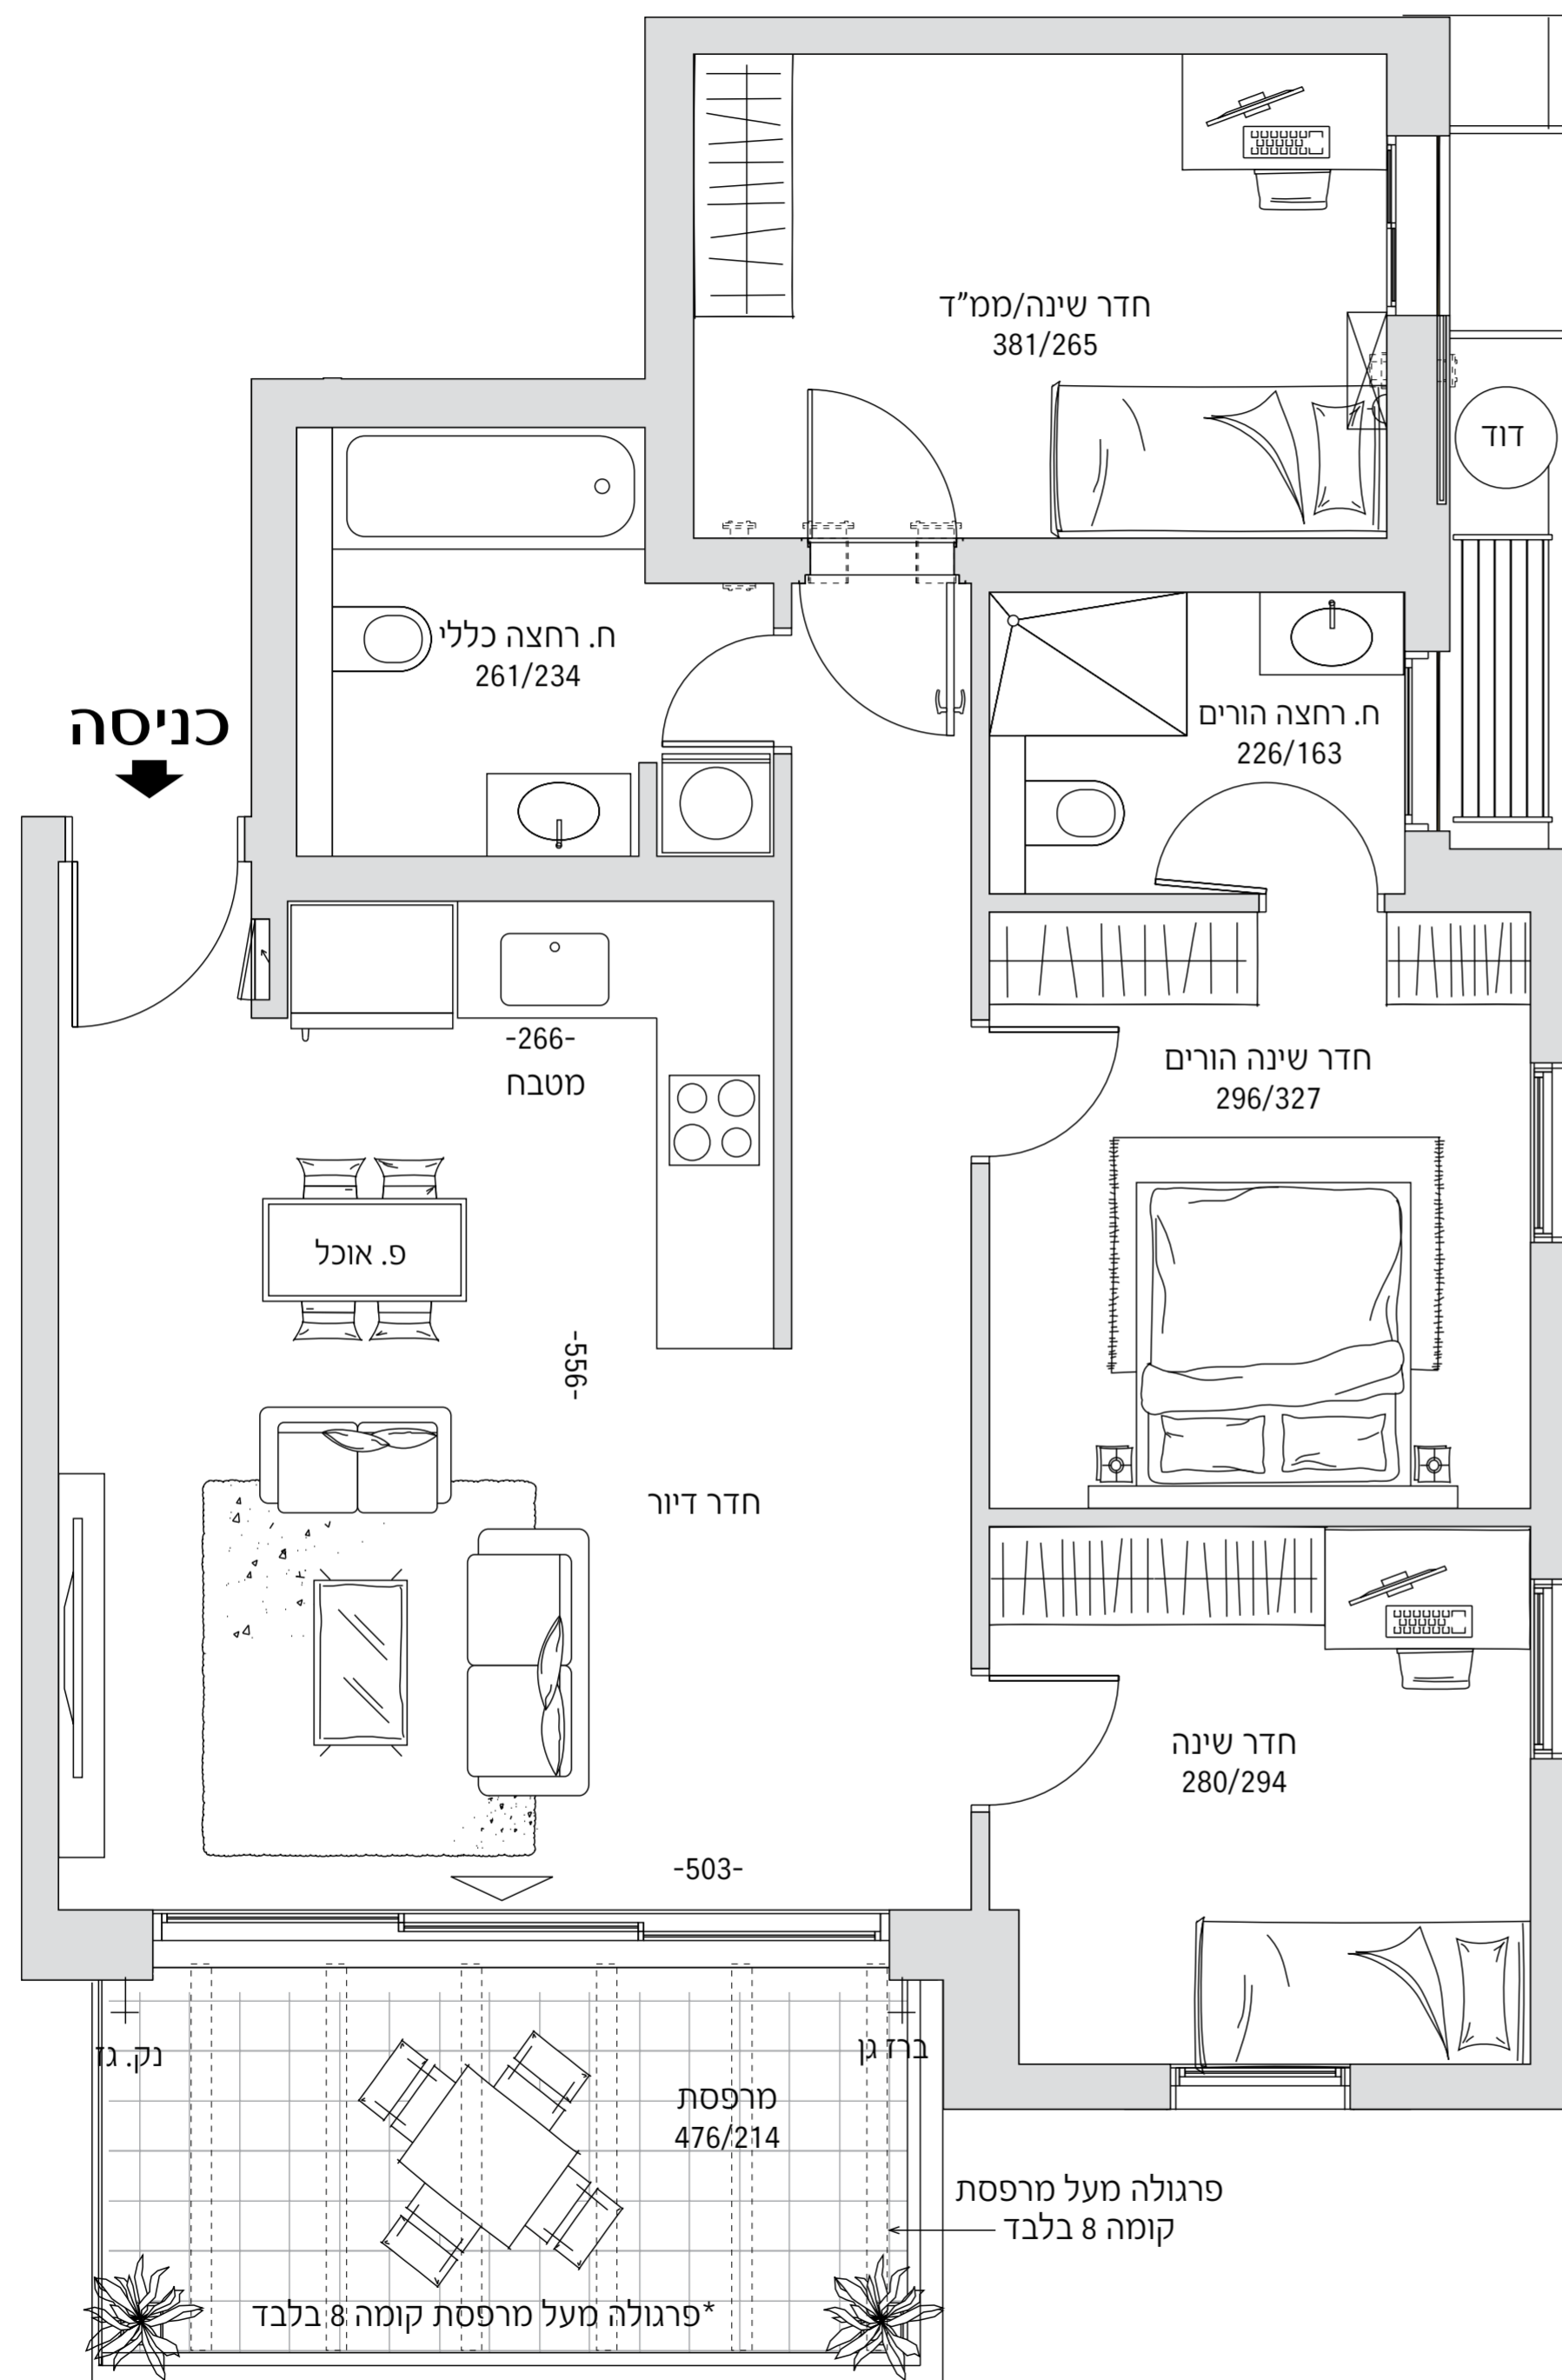 חדר שינה/ממ"ד
381/265
דוד
ח. רחצה כללי
261/234
ח. רחצה הורים
226/163
כניסה
-266-
מטבח
חדר שינה הורים
296/327
פ. אוכל
-556-
חדר דיור
חדר שינה
280/294
-503-
נק. גז
ברז גן
מרפסת
476/214
פרגולה מעל מרפסת
קומה 8 בלבד
*פרגולה מעל מרפסת קומה 8 בלבד